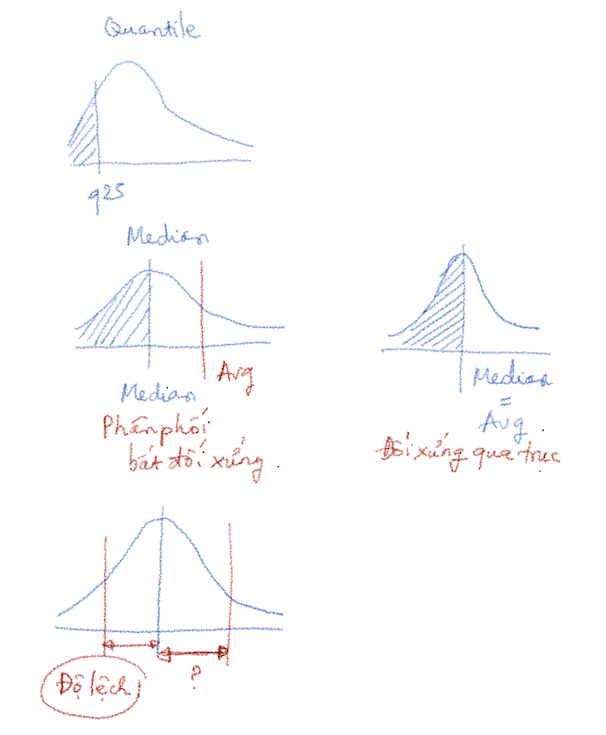 Quantile
q25
Median
Avg
Median
Phân phối
bất đối xứng.
Median
=
Avg.
Đối xứng qua trục
?
Độ lệch